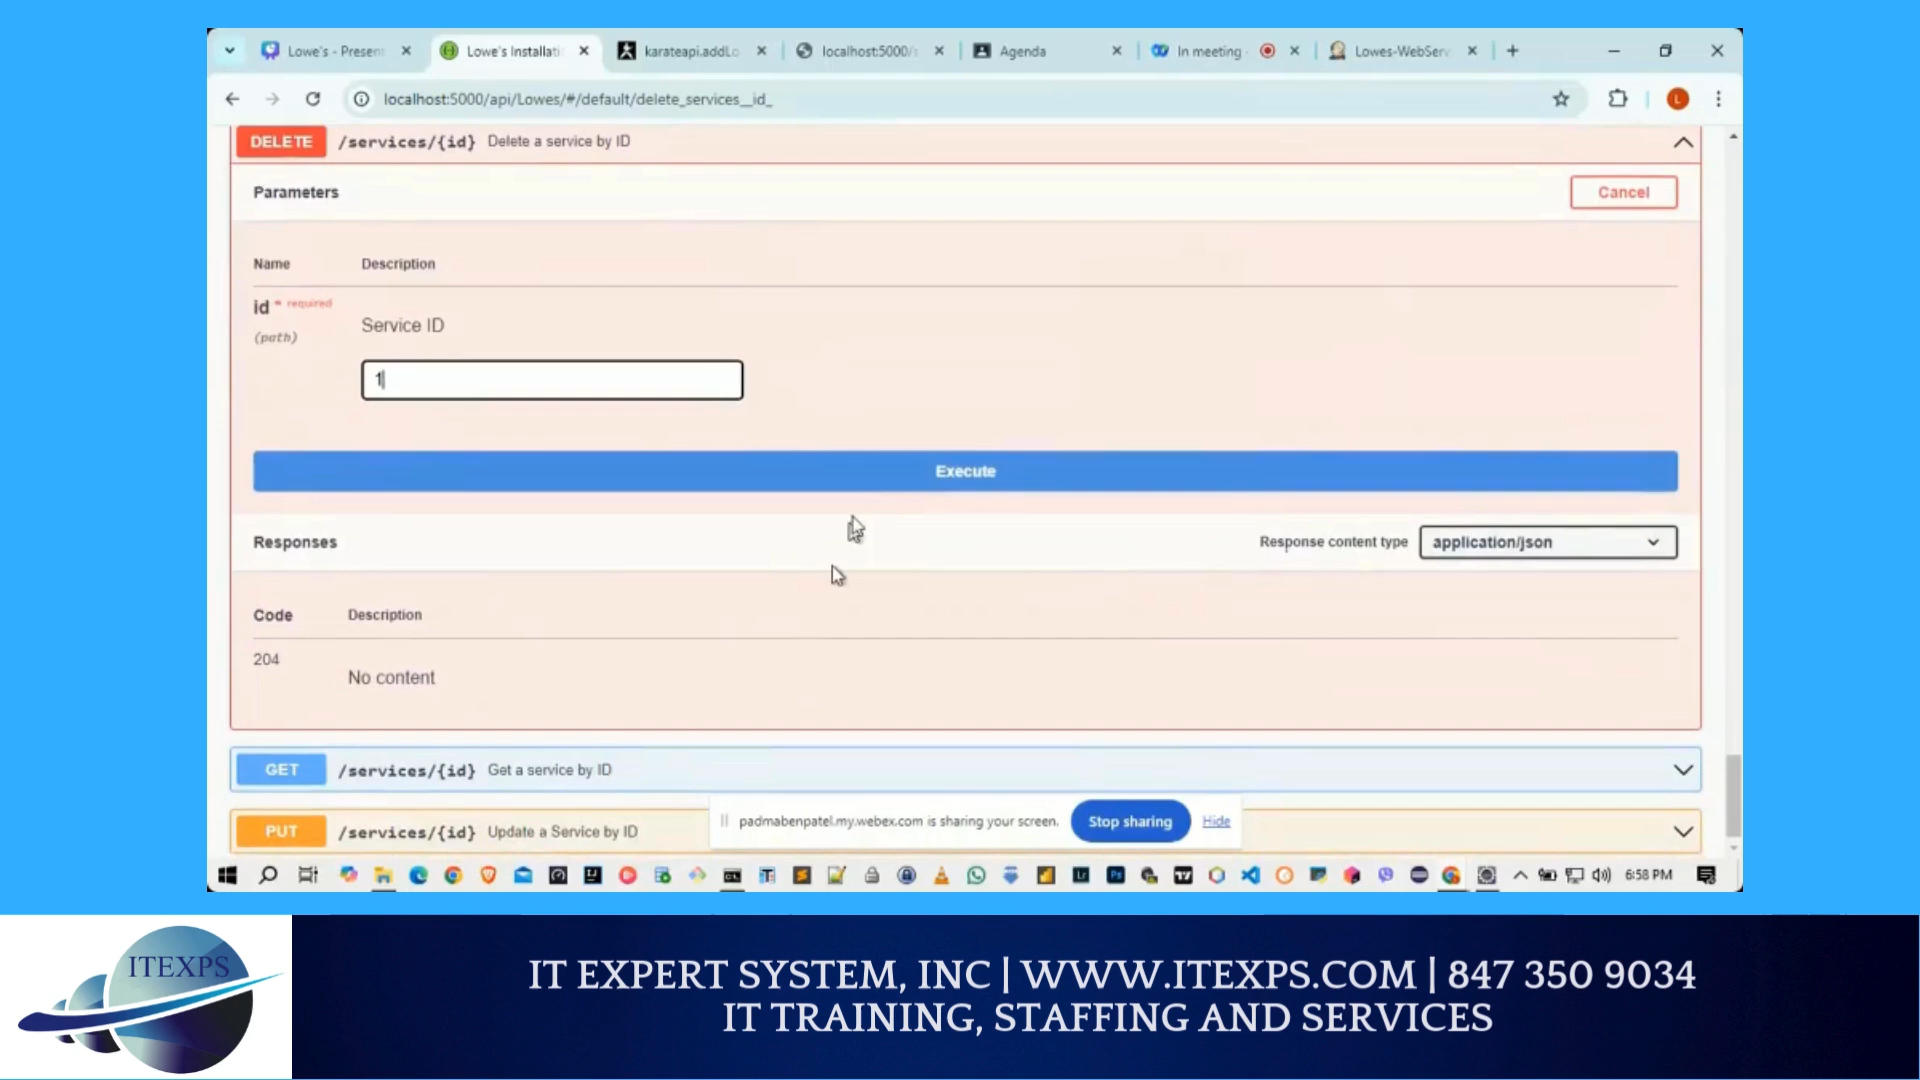 Lowe's - Present
Lowe's Installati
karateapi.addLo
localhost:5000/s
Agenda
In meeting
Lowes-WebServ
localhost:5000/api/Lowes/#/default/delete_services__id_
L
DELETE /services/{id} Delete a service by ID
Parameters
Cancel
Name Description
id * required
(path)
Service ID
1
Execute
Responses
Response content type application/json
Code Description
204
No content
GET /services/{id} Get a service by ID
PUT /services/{id} Update a Service by ID
padmabenpatel.my.webex.com is sharing your screen. Stop sharing Hide
6:58 PM
ITEXPS
IT EXPERT SYSTEM, INC | WWW.ITEXPS.COM | 847 350 9034
IT TRAINING, STAFFING AND SERVICES